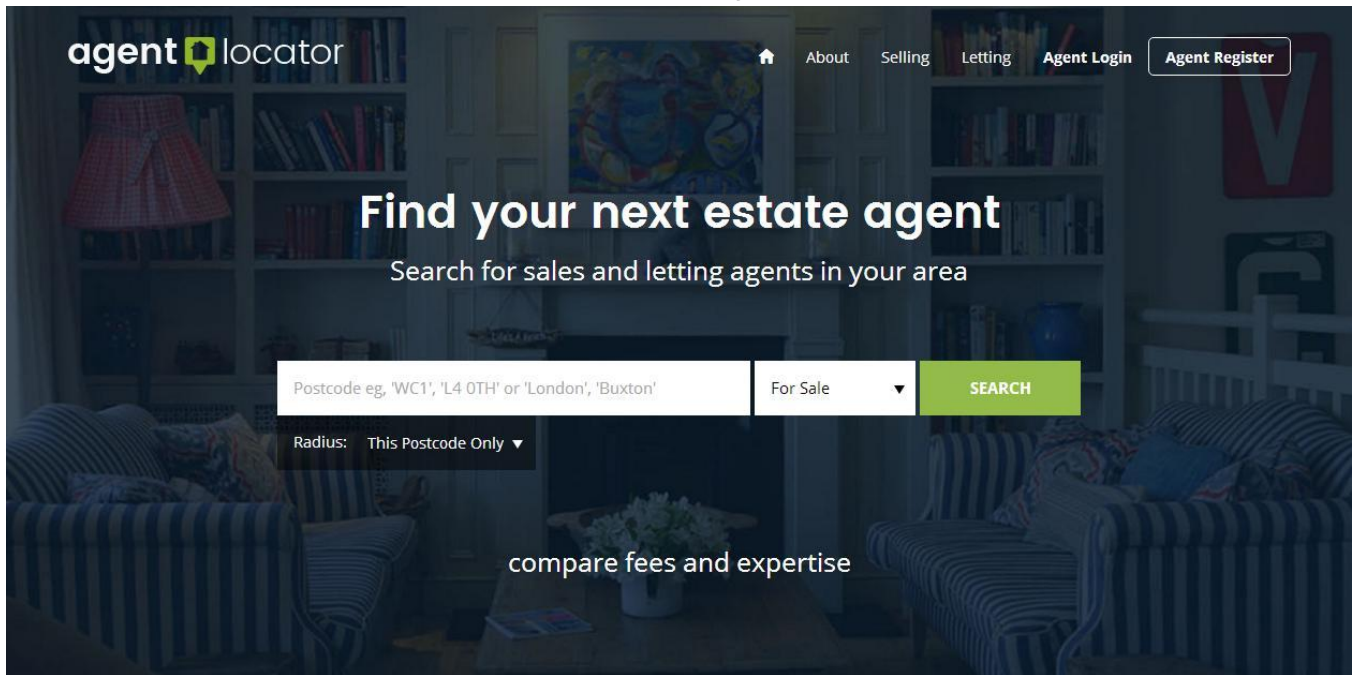 agent locator
About Selling Letting Agent Login Agent Register
Find your next estate agent
Search for sales and letting agents in your area
Postcode eg, 'WC1', 'L4 0TH' or 'London', 'Buxton'
For Sale
SEARCH
Radius: This Postcode Only
compare fees and expertise
V